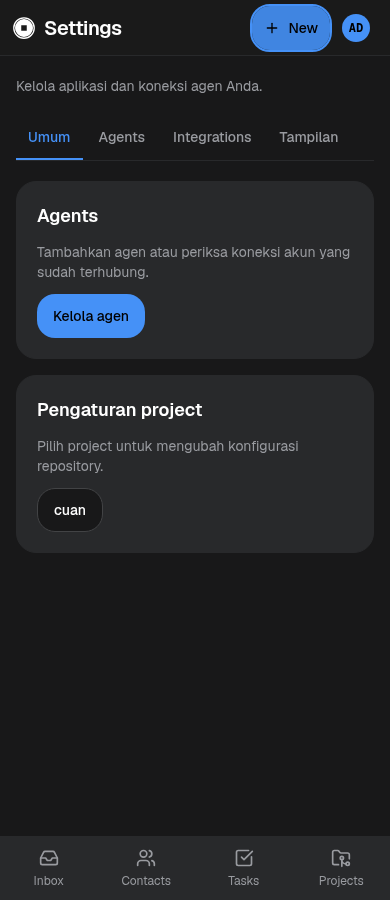 Settings
New
AD
Kelola aplikasi dan koneksi agen Anda.
Umum
Agents
Integrations
Tampilan
Agents
Tambahkan agen atau periksa koneksi akun yang
sudah terhubung.
Kelola agen
Pengaturan project
Pilih project untuk mengubah konfigurasi
repository.
cuan
Inbox
Contacts
Tasks
Projects